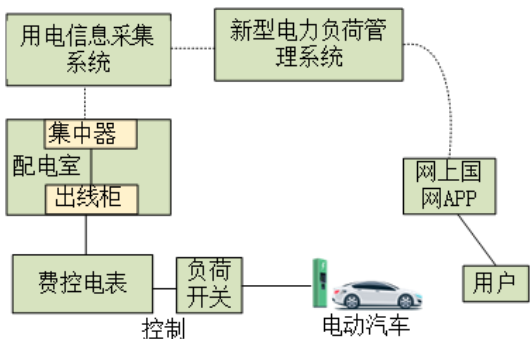 用电信息采集
系统
新型电力负荷管
理系统
集中器
配电室
出线柜
网上国
网APP
费控电表
负荷
开关
控制
电动汽车
用户